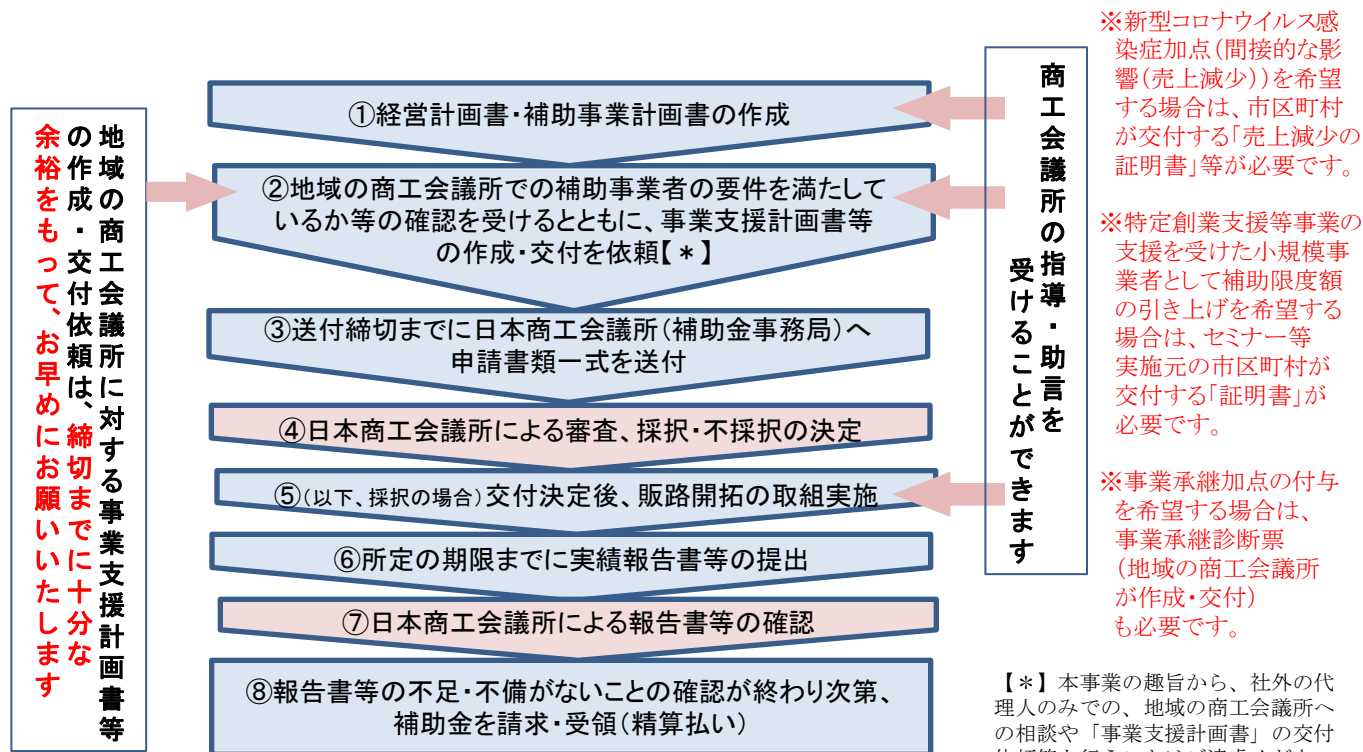 地域の商工会議所に対する事業支援計画書等
の作成・交付依頼は、締切までに十分な
余裕をもって、お早めにお願いいたします
①経営計画書・補助事業計画書の作成
②地域の商工会議所での補助事業者の要件を満たして
いるか等の確認を受けるとともに、事業支援計画書等
の作成・交付を依頼【＊】
③送付締切までに日本商工会議所（補助金事務局）へ
申請書類一式を送付
④日本商工会議所による審査、採択・不採択の決定
⑤（以下、採択の場合）交付決定後、販路開拓の取組実施
⑥所定の期限までに実績報告書等の提出
⑦日本商工会議所による報告書等の確認
⑧報告書等の不足・不備がないことの確認が終わり次第、
補助金を請求・受領（精算払い）
商工会議所の指導・助言を
受けることができます
※新型コロナウイルス感
染症加点（間接的な影
響（売上減少））を希望
する場合は、市区町村
が交付する「売上減少の
証明書」等が必要です。
※特定創業支援等事業の
支援を受けた小規模事
業者として補助限度額
の引き上げを希望する
場合は、セミナー等
実施元の市区町村が
交付する「証明書」が
必要です。
※事業承継加点の付与
を希望する場合は、
事業承継診断票
（地域の商工会議所
が作成・交付）
も必要です。
【＊】本事業の趣旨から、社外の代
理人のみでの、地域の商工会議所へ
の相談や「事業支援計画書」の交付